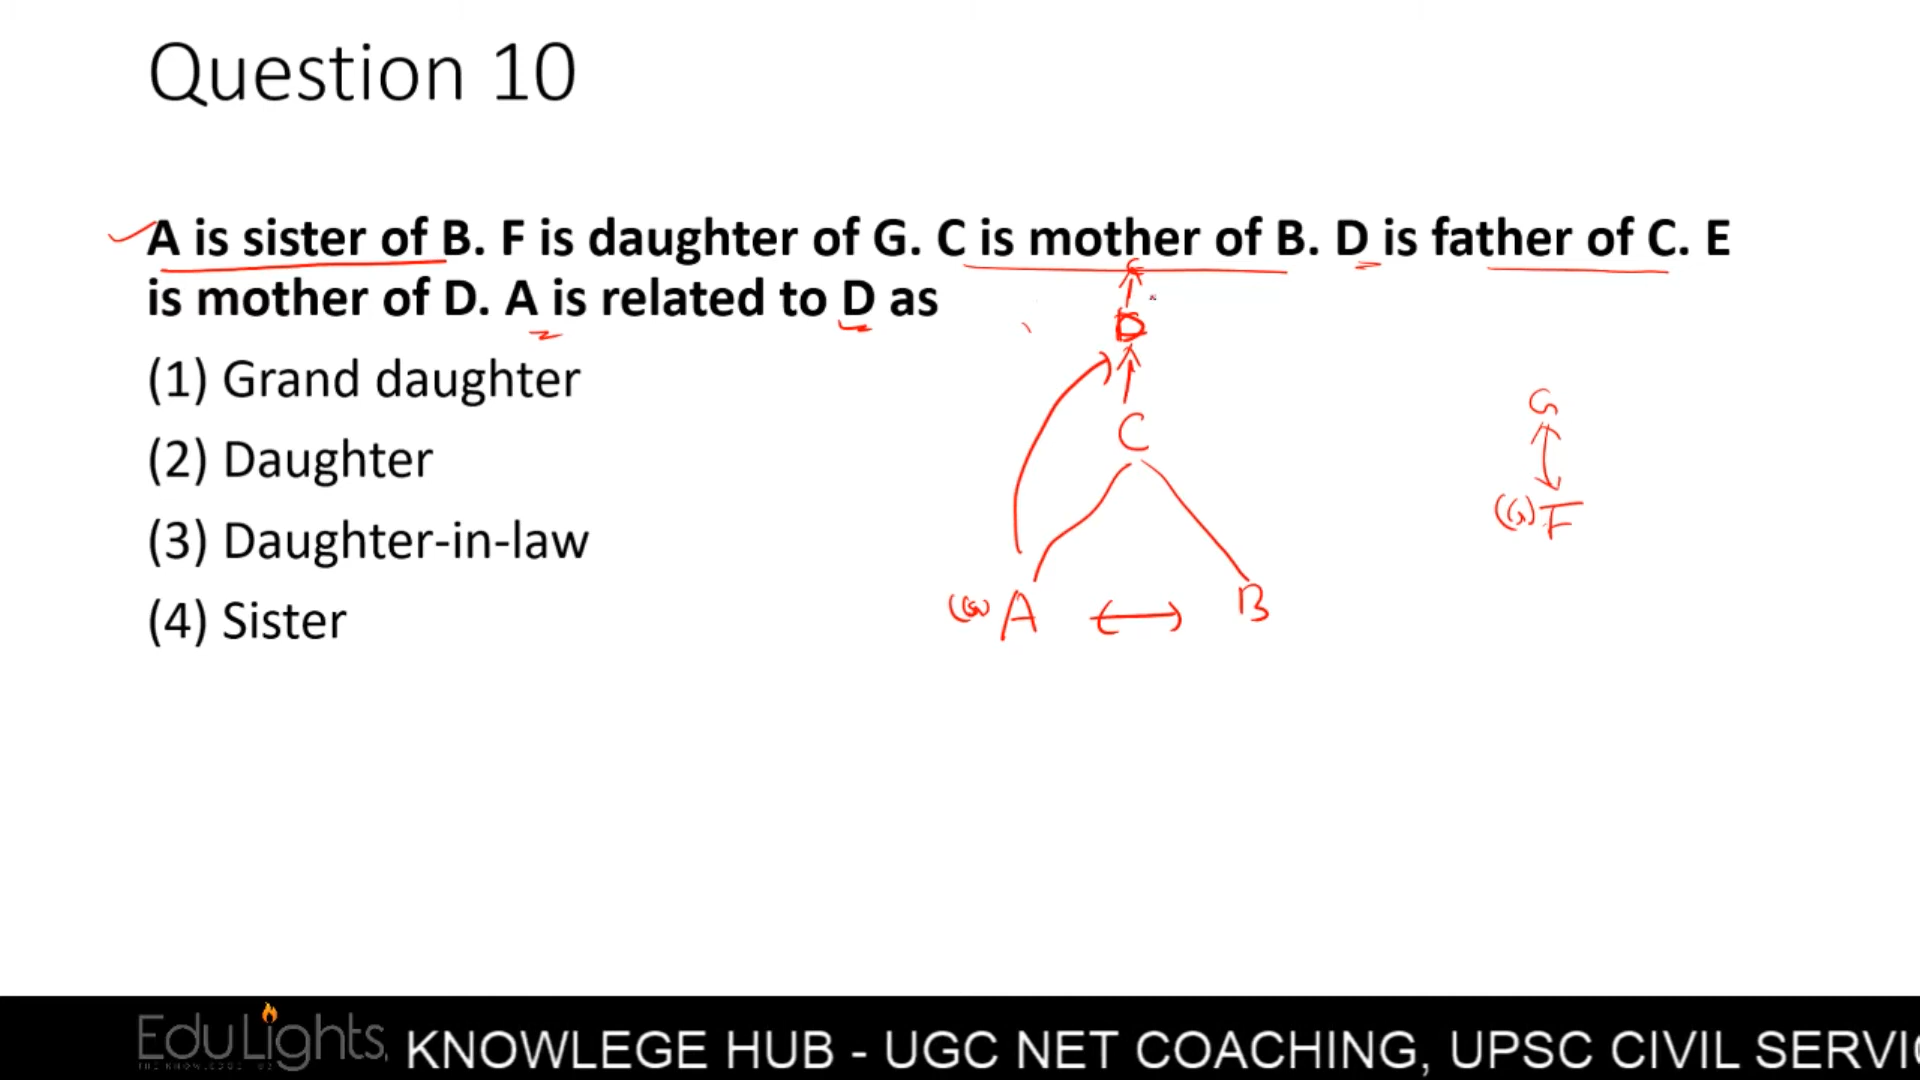 Question 10
A is sister of B. F is daughter of G. C is mother of B. D is father of C. E
is mother of D. A is related to D as
(1) Grand daughter
(2) Daughter
(3) Daughter-in-law
(4) Sister
D
C
G
(G) F
(G) A
B
EduLights
KNOWLEGE HUB - UGC NET COACHING, UPSC CIVIL SERVIC